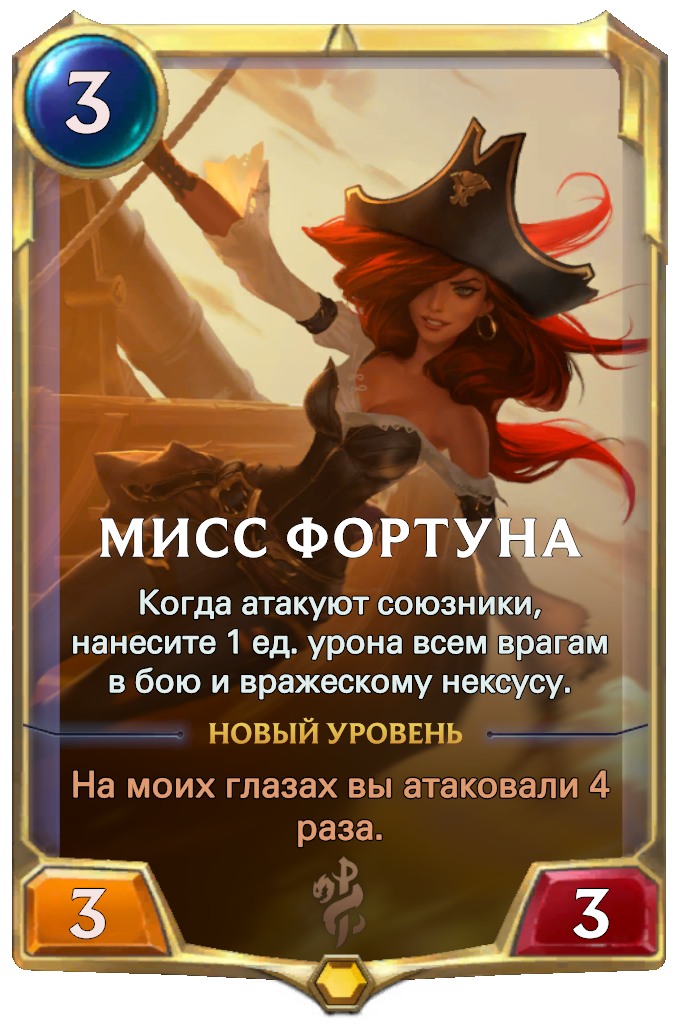 3
МИСС ФОРТУНА
Когда атакуют союзники,
нанесите 1 ед. урона всем врагам
в бою и вражескому нексусу.
НОВЫЙ УРОВЕНЬ
На моих глазах вы атаковали 4
раза.
3
3